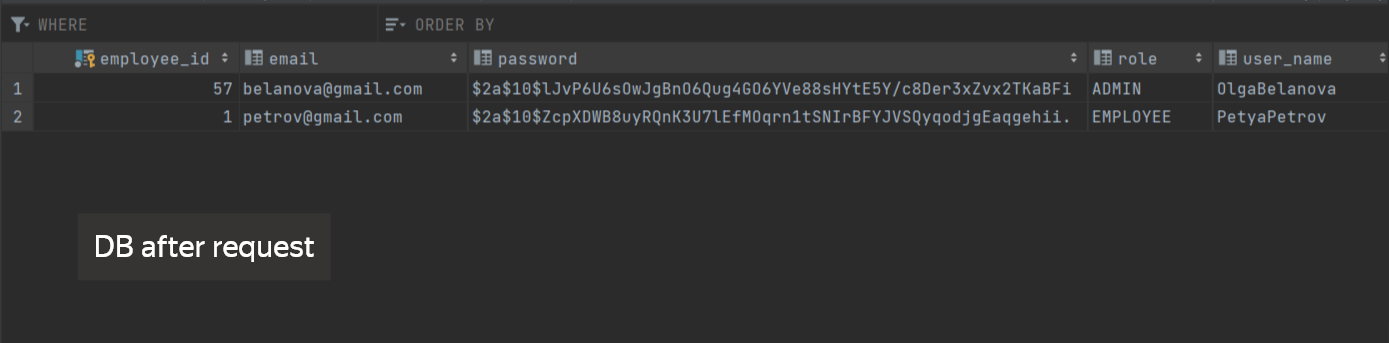 WHERE ORDER BY
employee_id email password role user_name
1 57 belanova@gmail.com $2a$10$lJvP6U6sOwJgBnO6Qug4GO6YVe88sHYtE5Y/c8Der3xZvx2TKaBFi ADMIN OlgaBelanova
2 1 petrov@gmail.com $2a$10$ZcpXDWB8uyRQnK3U7lEfMOqrn1tSNIrBFYJVSQyqodjgEaqgehii. EMPLOYEE PetyaPetrov
DB after request